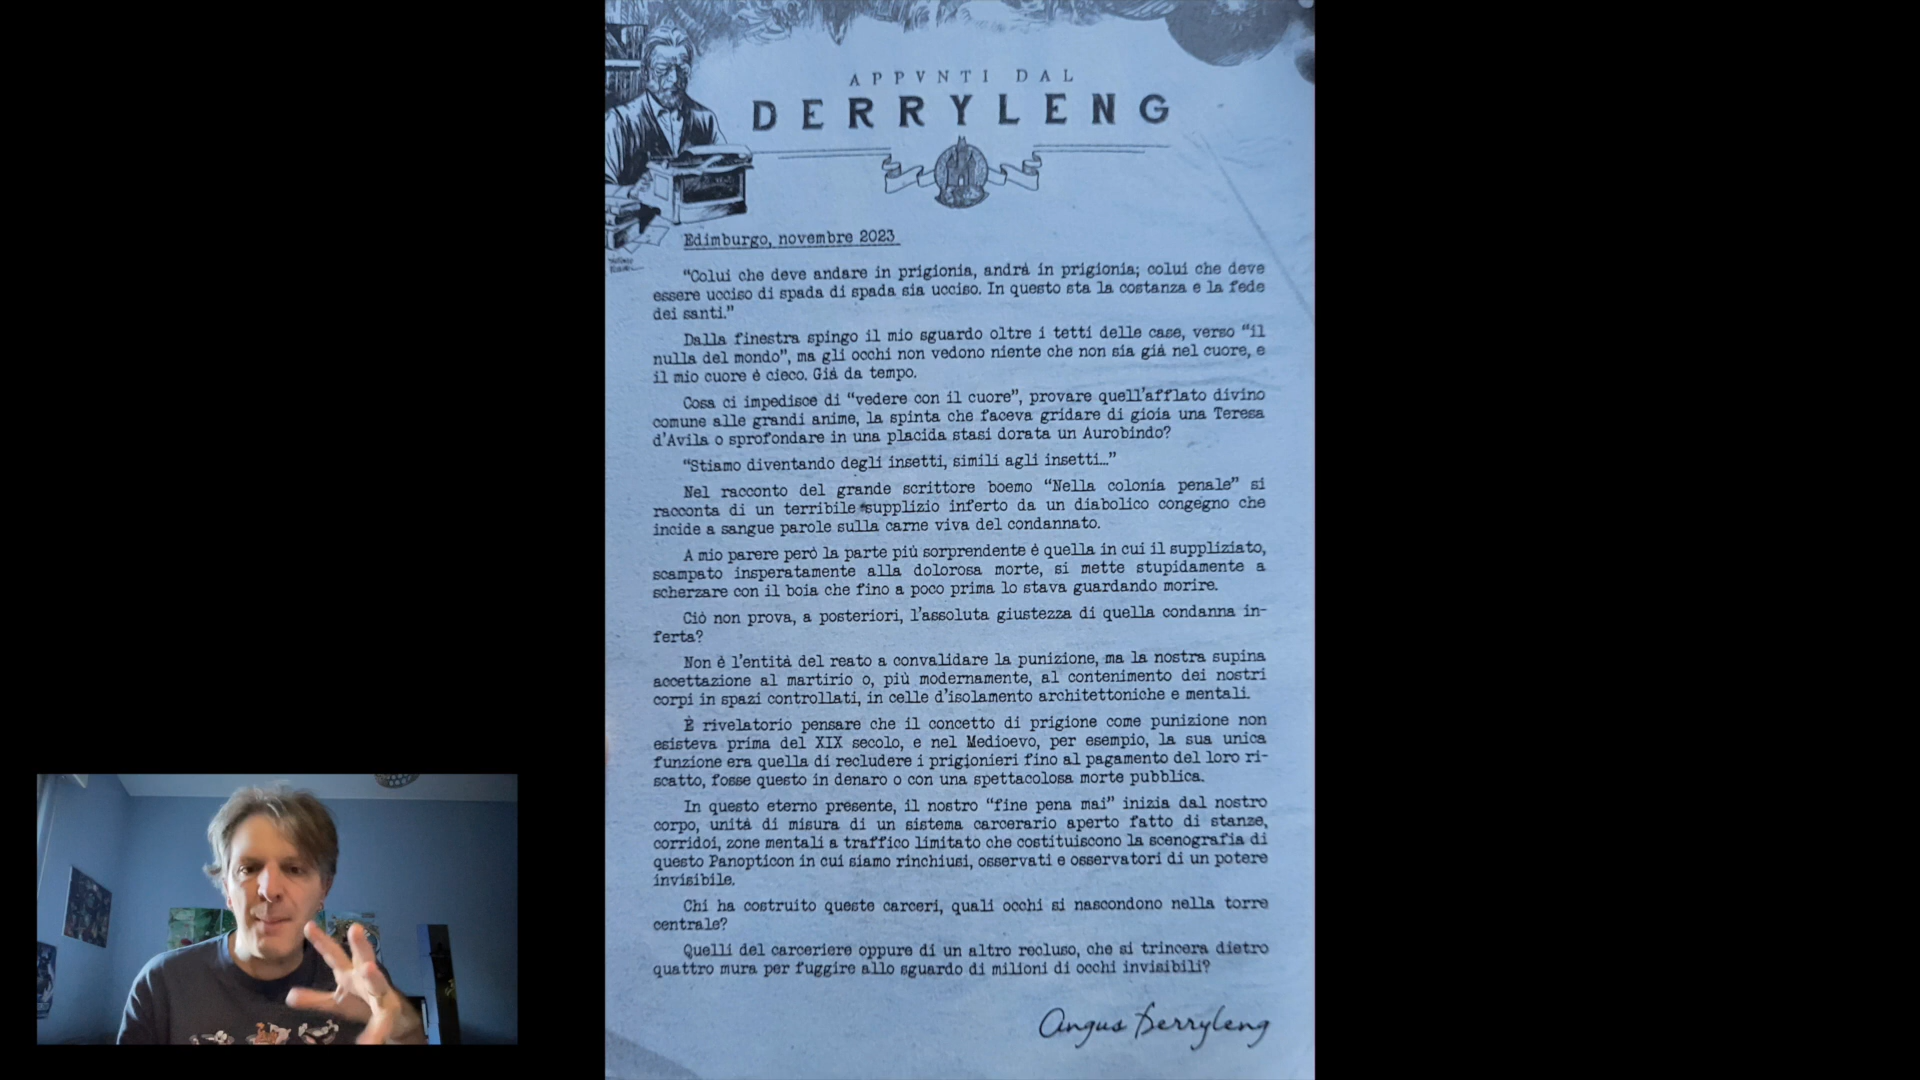 APPVNTI DAL
DERRYLENG
Edimburgo, novembre 2023
“Colui che deve andare in prigionia, andrá in prigionia; colui che deve
essere ucciso di spada di spada sia ucciso. In questo sta la costanza e la fede
dei santi.”
Dalla finestra spingo il mio sguardo oltre i tetti delle case, verso “il
nulla del mondo”, ma gli occhi non vedono niente che non sia giá nel cuore, e
il mio cuore è cieco. Giá da tempo.
Cosa ci impedisce di “vedere con il cuore”, provare quell’afflato divino
comune alle grandi anime, la spinta che faceva gridare di gioia una Teresa
d’Avila o sprofondare in una placida stasi dorata un Aurobindo?
“Stiamo diventando degli insetti, simili agli insetti…”
Nel racconto del grande scrittore boemo “Nella colonia penale” si
racconta di un terribile supplizio inferto da un diabolico congegno che
incide a sangue parole sulla carne viva del condannato.
A mio parere però la parte più sorprendente è quella in cui il suppliziato,
scampato insperatamente alla dolorosa morte, si mette stupidamente a
scherzare con il boia che fino a poco prima lo stava guardando morire.
Ciò non prova, a posteriori, l’assoluta giustezza di quella condanna in-
ferta?
Non è l’entità del reato a convalidare la punizione, ma la nostra supina
accettazione al martirio o, più modernamente, al contenimento dei nostri
corpi in spazi controllati, in celle d’isolamento architettoniche e mentali.
È rivelatorio pensare che il concetto di prigione come punizione non
esisteva prima del XIX secolo, e nel Medioevo, per esempio, la sua unica
funzione era quella di recludere i prigionieri fino al pagamento del loro ri-
scatto, fosse questo in denaro o con una spettacolosa morte pubblica.
In questo eterno presente, il nostro “fine pena mai” inizia dal nostro
corpo, unità di misura di un sistema carcerario aperto fatto di stanze,
corridoi, zone mentali a traffico limitato che costituiscono la scenografia di
questo Panopticon in cui siamo rinchiusi, osservati e osservatori di un potere
invisibile.
Chi ha costruito queste carceri, quali occhi si nascondono nella torre
centrale?
Quelli del carceriere oppure di un altro recluso, che si trincera dietro
quattro mura per fuggire allo sguardo di milioni di occhi invisibili?
Angus Derryleng